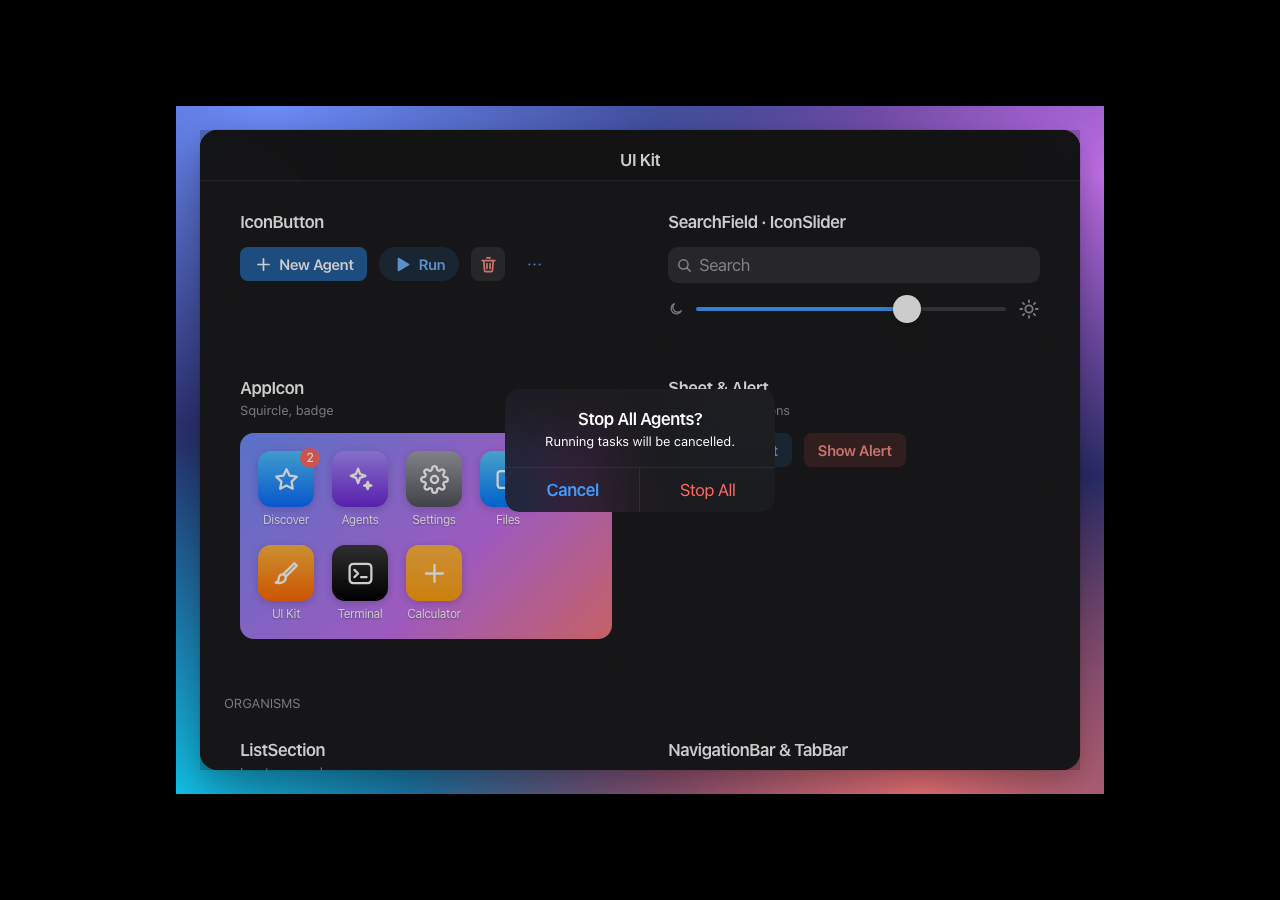 UI Kit
IconButton
New Agent
Run
SearchField · IconSlider
Search
AppIcon
Squircle, badge
Sheet & Alert
Show Alert
2
Discover
Agents
Settings
Files
UI Kit
Terminal
Calculator
Stop All Agents?
Running tasks will be cancelled.
Cancel
Stop All
ORGANISMS
ListSection
NavigationBar & TabBar